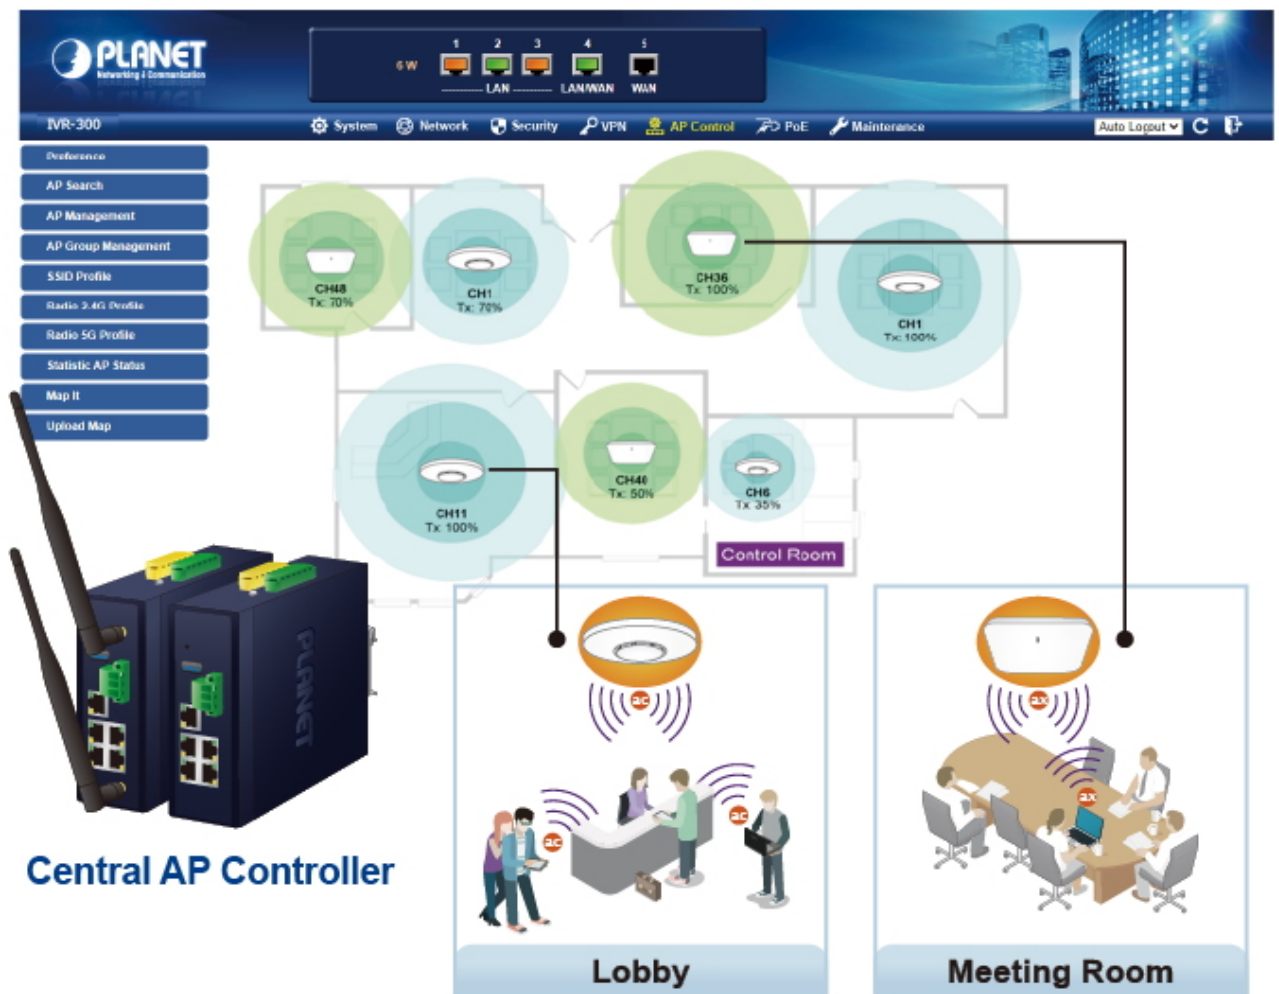 PLANET
Networking & Communication
1 2 3 4 5
6 W
LAN LAN/WAN WAN
IVR-300
System Network Security VPN AP Control PoE Maintenance
Auto Logout
Preference
AP Search
AP Management
AP Group Management
SSID Profile
Radio 2.4G Profile
Radio 5G Profile
Statistic AP Status
Map It
Upload Map
CH48
Tx: 70%
CH1
Tx: 70%
CH36
Tx: 100%
CH1
Tx: 100%
CH11
Tx: 100%
CH40
Tx: 50%
CH6
Tx: 35%
Control Room
PLANET
Central AP Controller
ac
ac
ac
Lobby
ax
ax
Meeting Room